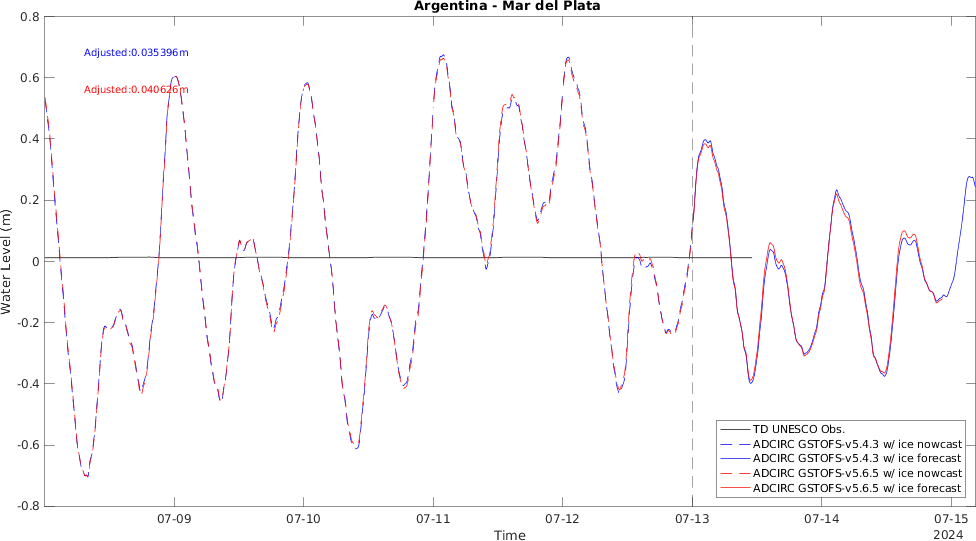 Argentina - Mar del Plata
0.8
0.6
0.4
0.2
0
-0.2
-0.4
-0.6
-0.8
Water Level (m)
Adjusted:0.035396m
Adjusted:0.040626m
TD UNESCO Obs.
ADCIRC GSTOFS-v5.4.3 w/ ice nowcast
ADCIRC GSTOFS-v5.4.3 w/ ice forecast
ADCIRC GSTOFS-v5.6.5 w/ ice nowcast
ADCIRC GSTOFS-v5.6.5 w/ ice forecast
07-09 07-10 07-11 07-12 07-13 07-14 07-15
Time 2024